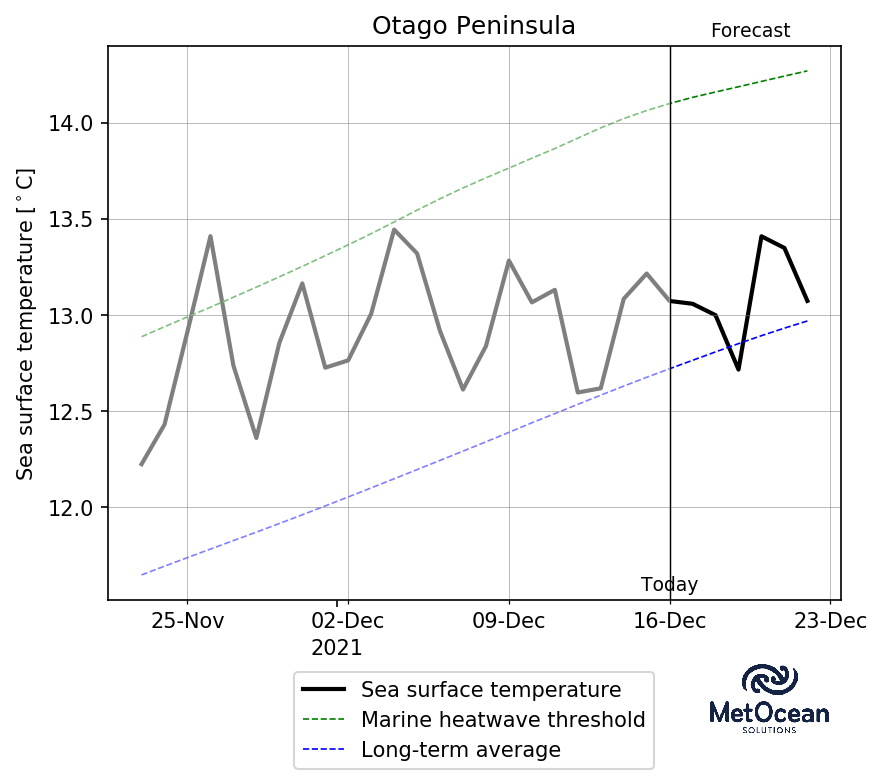 Otago Peninsula
Forecast
Sea surface temperature [°C]
14.0
13.5
13.0
12.5
12.0
Today
25-Nov 02-Dec 09-Dec 16-Dec 23-Dec
2021
Sea surface temperature
Marine heatwave threshold
Long-term average
MetOcean
SOLUTIONS